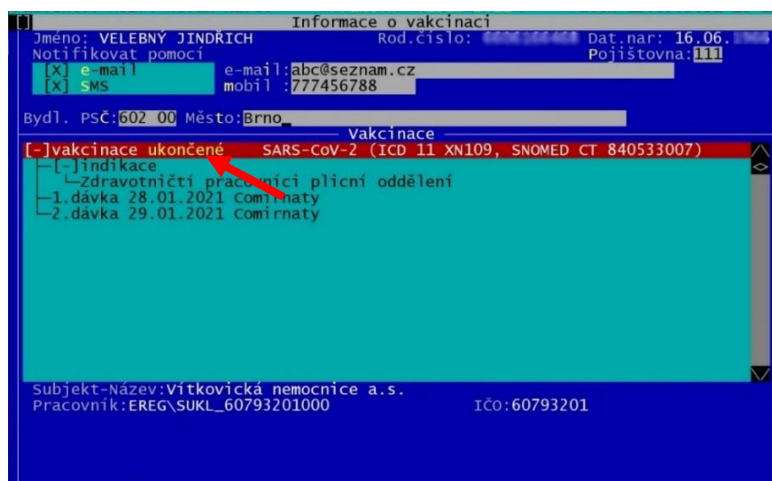 Informace o vakcinaci
Jméno: VELEBNÝ JINDŘICH Rod.číslo: Dat.nar: 16.06.
Notifikovat pomocí Pojišťovna:111
[X] e-mail e-mail:abc@seznam.cz
[X] SMS mobil :777456788
Bydl. PSČ:602 00 Město:Brno_
Vakcinace
[-]vakcinace ukončené SARS-CoV-2 (ICD 11 XN109, SNOMED CT 840533007)
[-]indikace
Zdravotničtí pracovníci plicní oddělení
1.dávka 28.01.2021 Comirnaty
2.dávka 29.01.2021 Comirnaty
Subjekt-Název:Vítkovická nemocnice a.s.
Pracovník:EREG\SUKL_60793201000 IČO:60793201